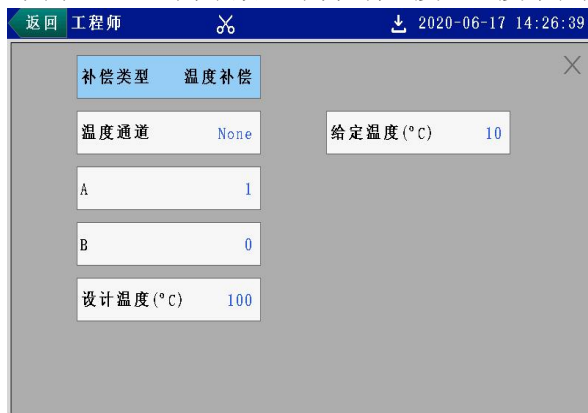 返回 工程师 2020-06-17 14:26:39
补偿类型 温度补偿
温度通道 None 给定温度(°C) 10
A 1
B 0
设计温度(°C) 100